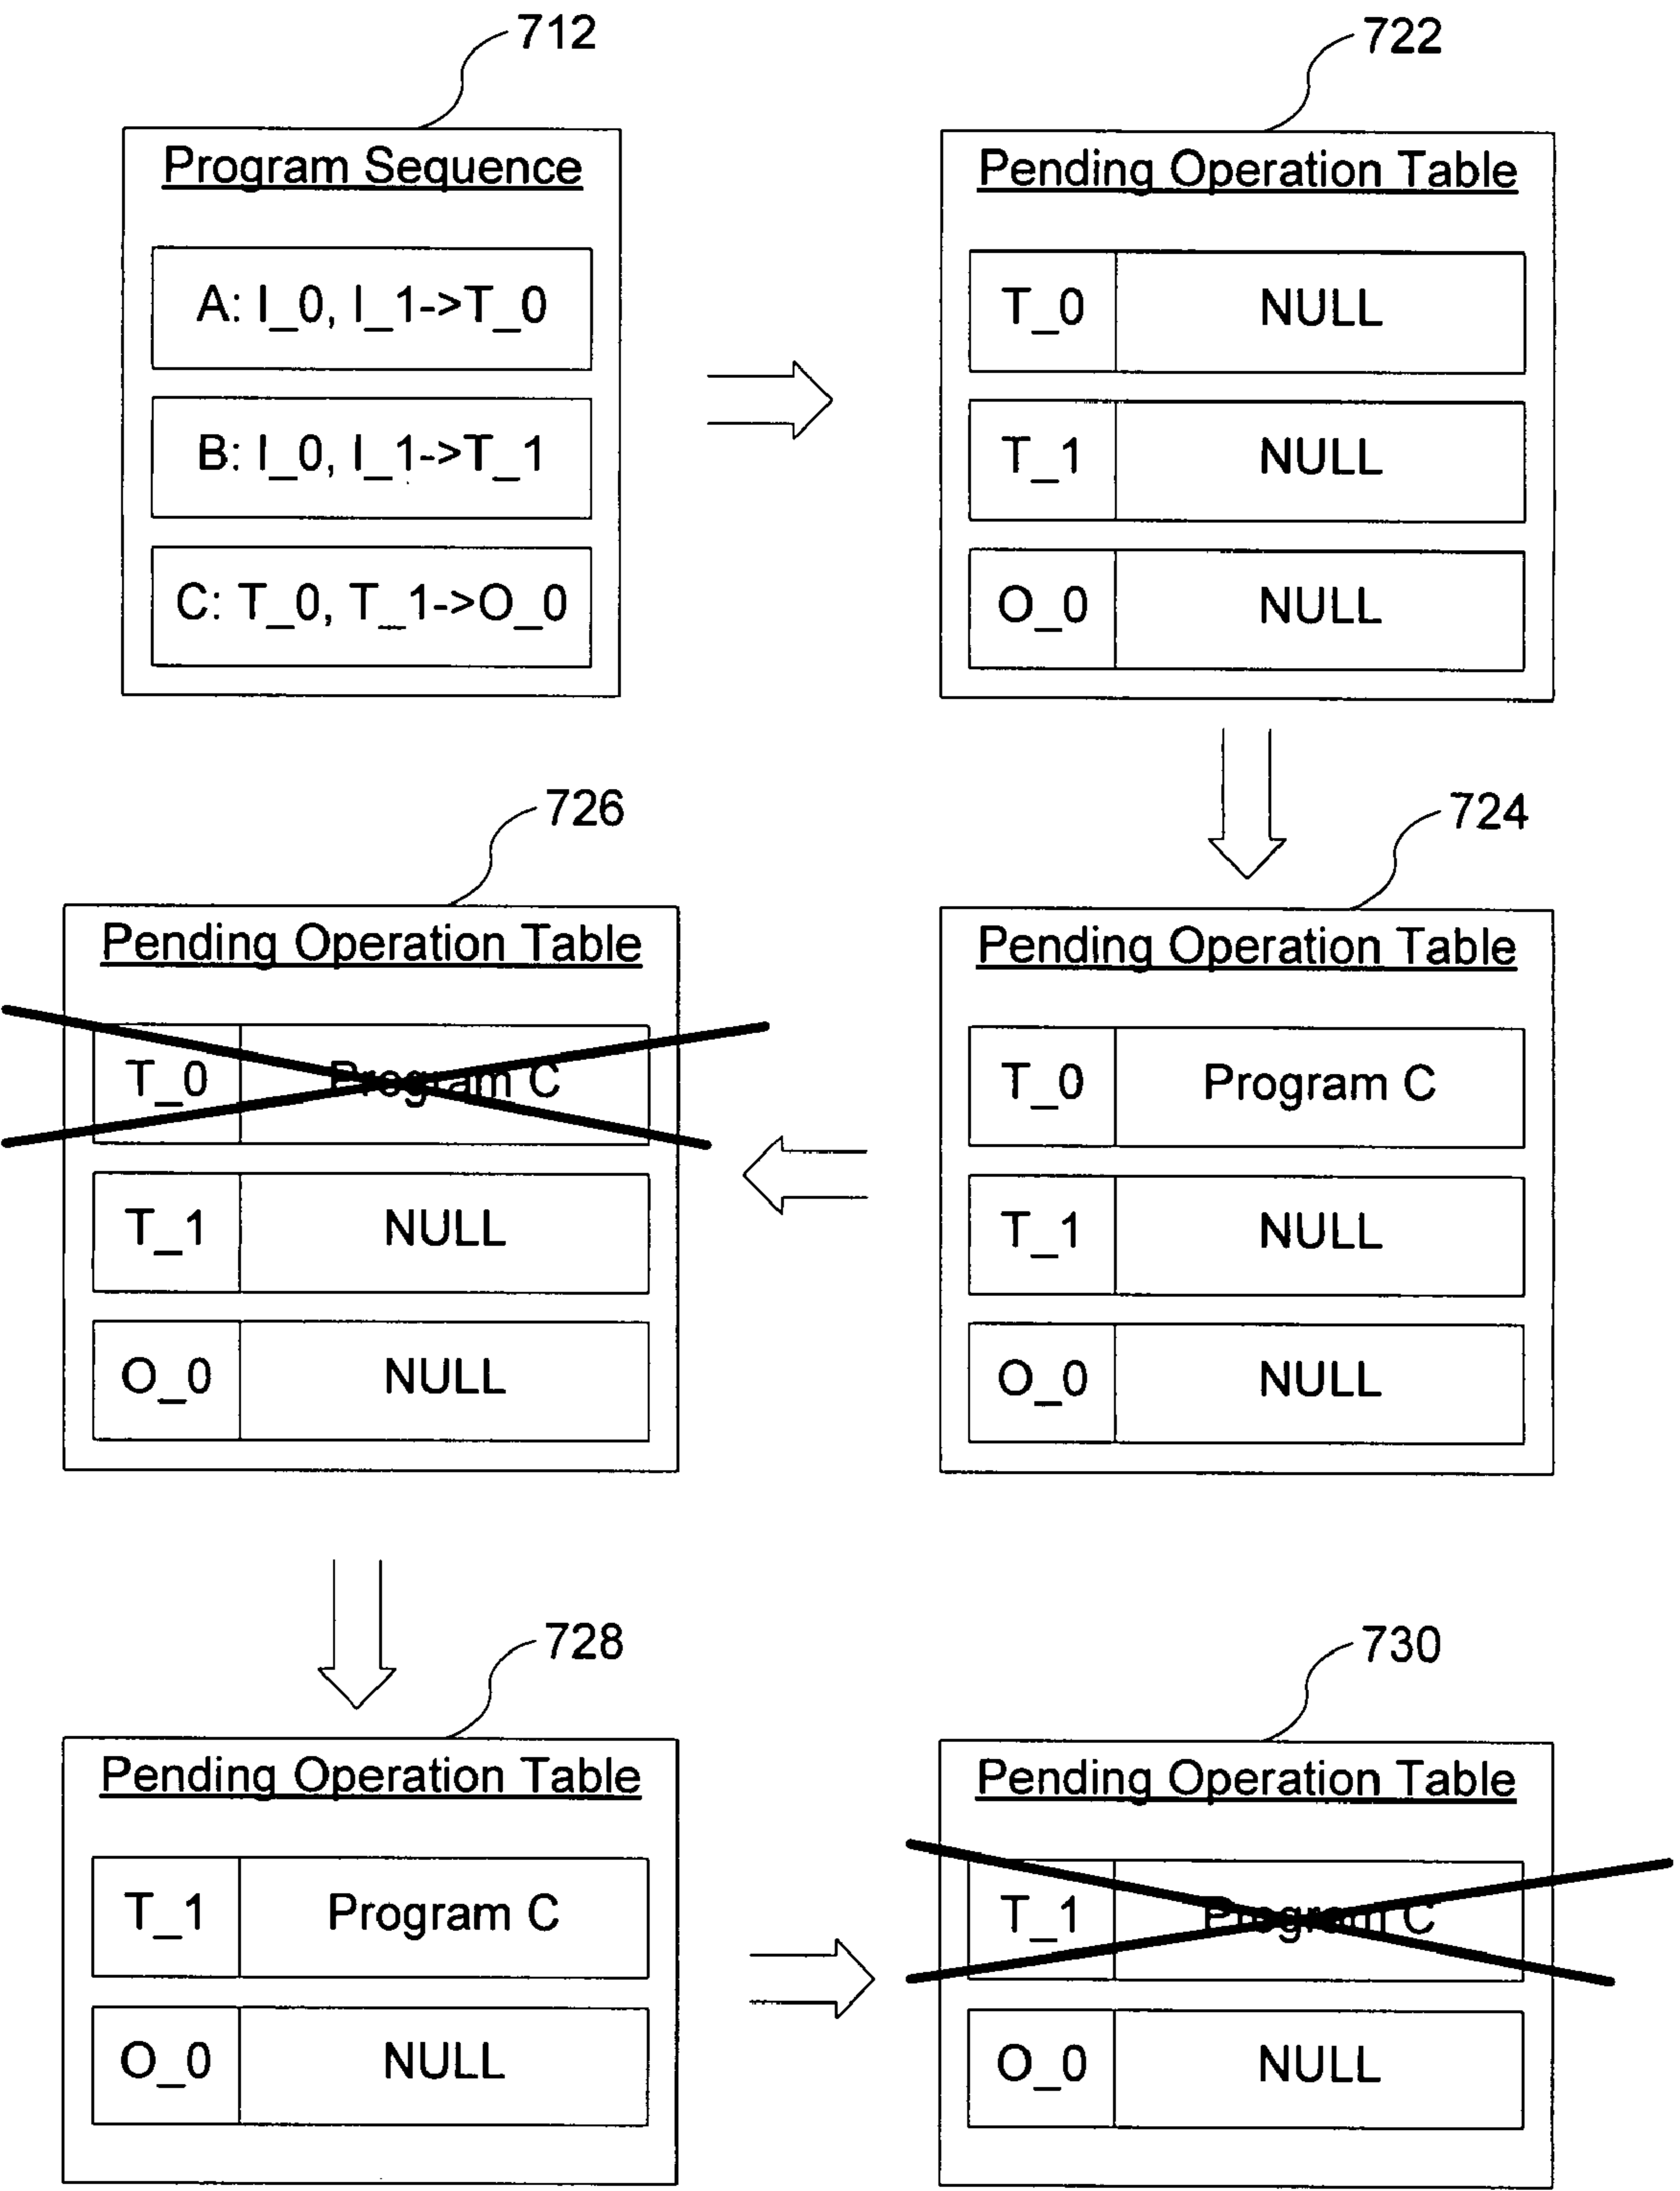 712
Program Sequence
A: I_0, I_1->T_0
B: I_0, I_1->T_1
C: T_0, T_1->O_0
722
Pending Operation Table
T_0 NULL
T_1 NULL
O_0 NULL
726
Pending Operation Table
T_0 Program C
T_1 NULL
O_0 NULL
724
Pending Operation Table
T_0 Program C
T_1 NULL
O_0 NULL
728
Pending Operation Table
T_1 Program C
O_0 NULL
730
Pending Operation Table
T_1 Program C
O_0 NULL